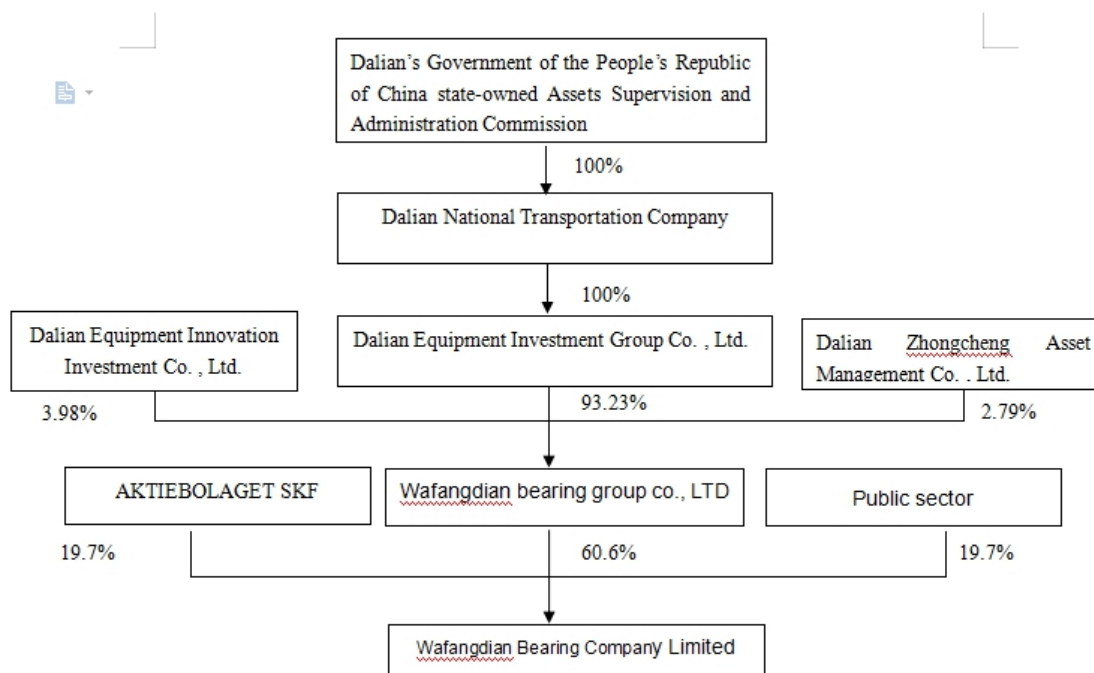 Dalian’s Government of the People’s Republic
of China state-owned Assets Supervision and
Administration Commission
100%
Dalian National Transportation Company
100%
Dalian Equipment Innovation
Investment Co. , Ltd.
Dalian Equipment Investment Group Co. , Ltd.
Dalian Zhongcheng Asset
Management Co. , Ltd.
3.98%
93.23%
2.79%
AKTIEBOLAGET SKF
Wafangdian bearing group co., LTD
Public sector
19.7%
60.6%
19.7%
Wafangdian Bearing Company Limited